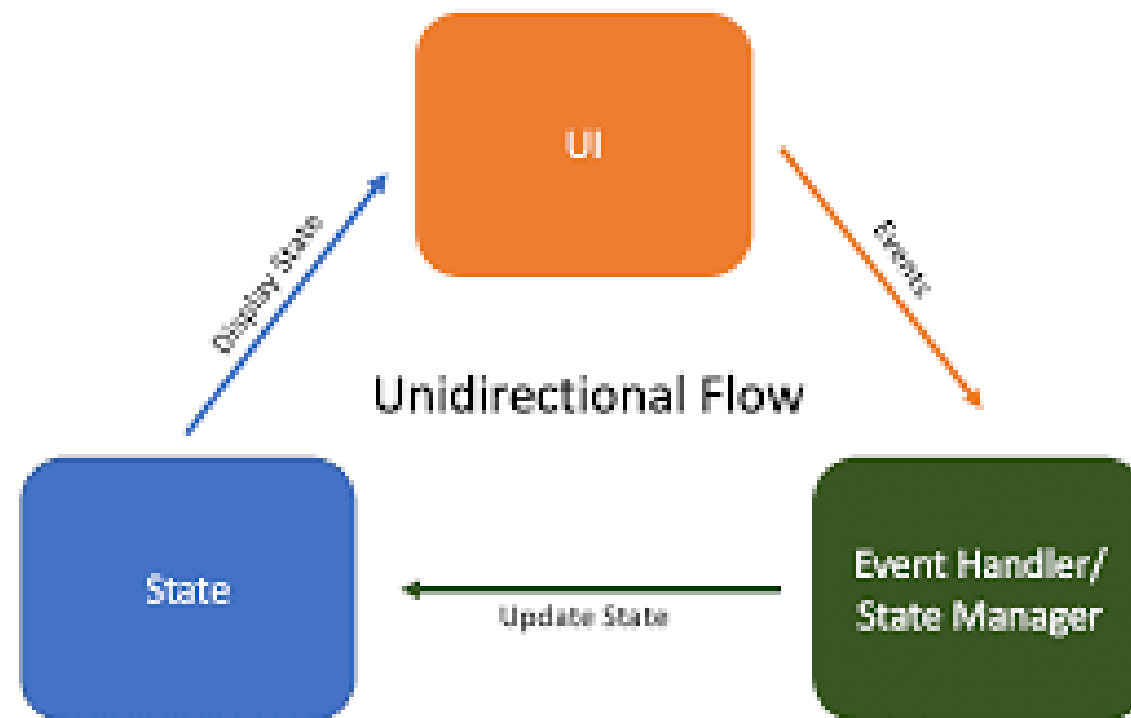 UI
Display State
Events
Unidirectional Flow
State
Update State
Event Handler/
State Manager